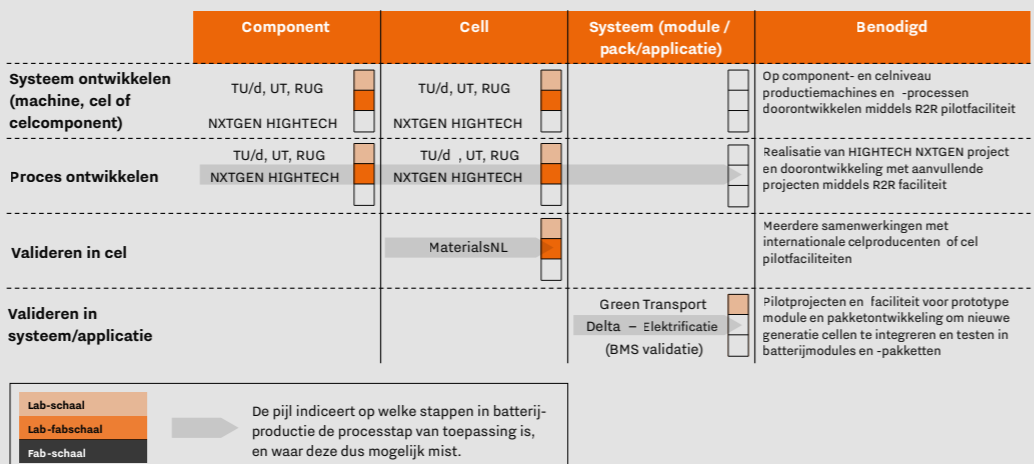 Component
Cell
Systeem (module /
pack/applicatie)
Benodigd
Systeem ontwikkelen
(machine, cel of
celcomponent)
TU/d, UT, RUG
NXTGEN HIGHTECH
TU/d, UT, RUG
NXTGEN HIGHTECH
Op component- en celniveau
productiemachines en -processen
doorontwikkelen middels R2R pilotfaciliteit
Proces ontwikkelen
TU/d, UT, RUG
NXTGEN HIGHTECH
TU/d , UT, RUG
NXTGEN HIGHTECH
Realisatie van HIGHTECH NXTGEN project
en doorontwikkeling met aanvullende
projecten middels R2R faciliteit
Valideren in cel
MaterialsNL
Meerdere samenwerkingen met
internationale celproducenten of cel
pilotfaciliteiten
Valideren in
systeem/applicatie
Green Transport
Delta – Elektrificatie
(BMS validatie)
Pilotprojecten en faciliteit voor prototype
module en pakketontwikkeling om nieuwe
generatie cellen te integreren en testen in
batterijmodules en -pakketten
Lab-schaal
Lab-fabschaal
Fab-schaal
De pijl indiceert op welke stappen in batterij-
productie de processtap van toepassing is,
en waar deze dus mogelijk mist.